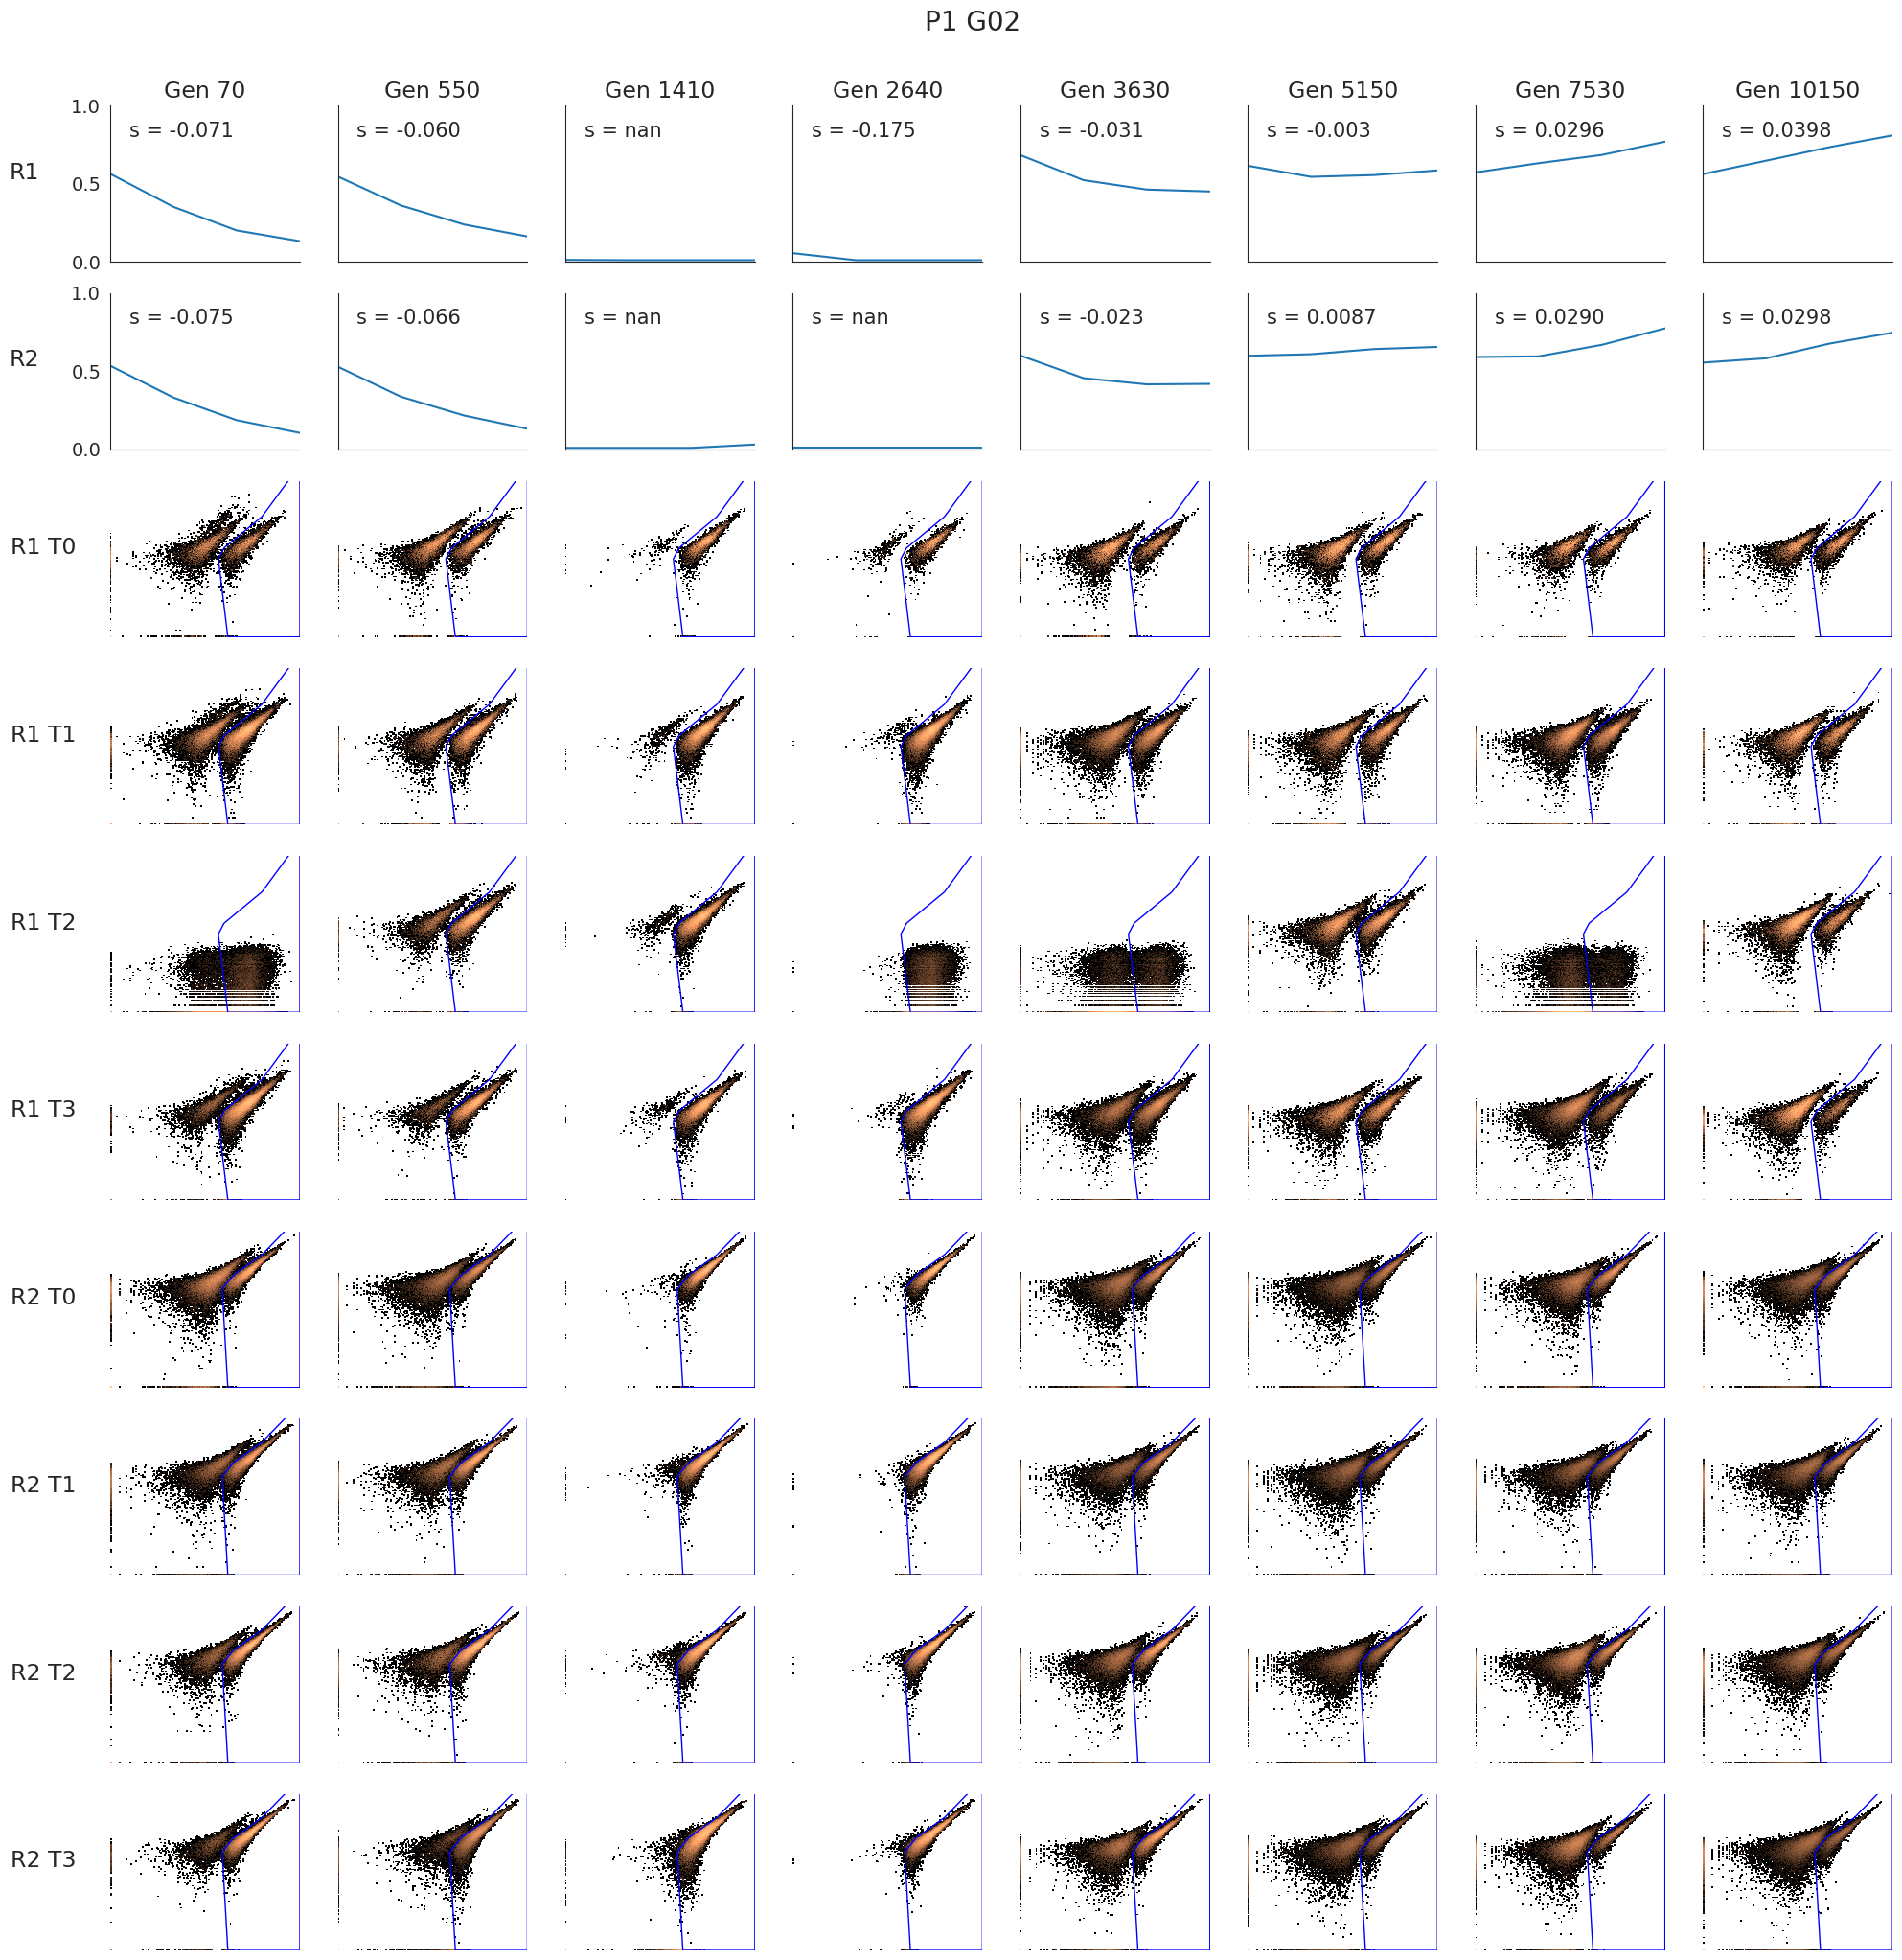 P1 G02
Gen 70 Gen 550 Gen 1410 Gen 2640 Gen 3630 Gen 5150 Gen 7530 Gen 10150
1.0
s = -0.071 s = -0.060 s = nan s = -0.175 s = -0.031 s = -0.003 s = 0.0296 s = 0.0398
R1
0.5
0.0
1.0
s = -0.075 s = -0.066 s = nan s = nan s = -0.023 s = 0.0087 s = 0.0290 s = 0.0298
R2
0.5
0.0
R1 T0
R1 T1
R1 T2
R1 T3
R2 T0
R2 T1
R2 T2
R2 T3